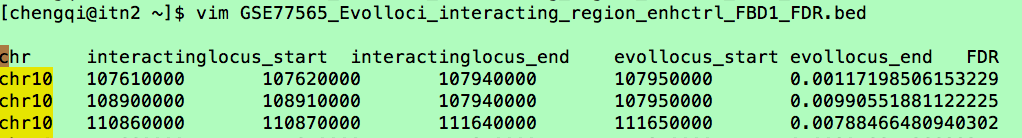 [chengqi@itn2 ~]$ vim GSE77565_Evolloci_interacting_region_enhctrl_FBD1_FDR.bed
chr interactinglocus_start interactinglocus_end evollocus_start evollocus_end FDR
chr10 107610000 107620000 107940000 107950000 0.00117198506153229
chr10 108900000 108910000 107940000 107950000 0.00990551881122225
chr10 110860000 110870000 111640000 111650000 0.00788466480940302